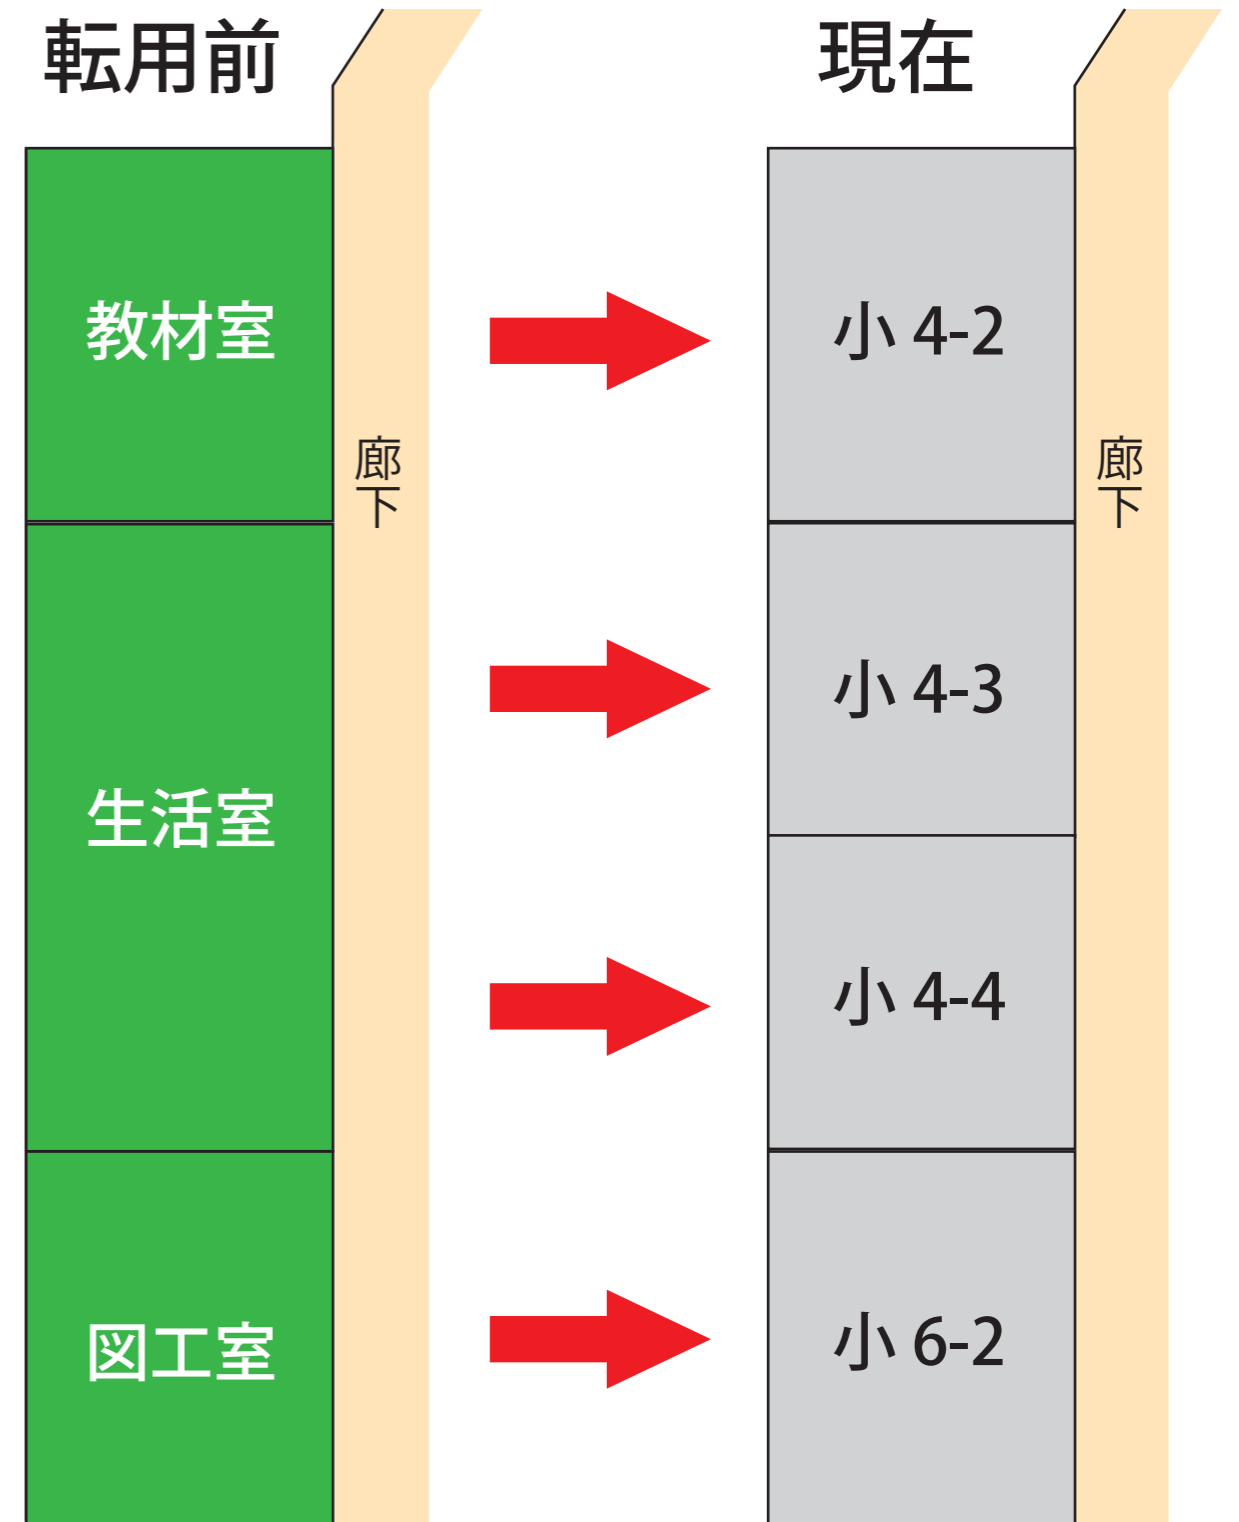 転用前
現在
教材室
生活室
図工室
廊下
小 4-2
小 4-3
小 4-4
小 6-2
廊下